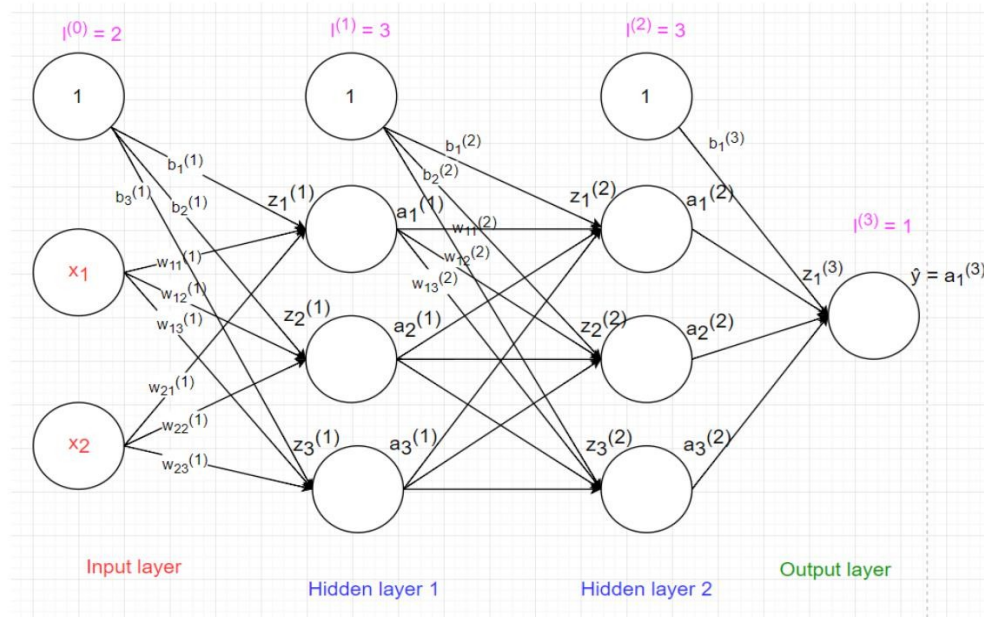 l⁽⁰⁾ = 2
l⁽¹⁾ = 3
l⁽²⁾ = 3
1
1
1
b₁⁽¹⁾
b₂⁽¹⁾
b₃⁽¹⁾
b₁⁽²⁾
b₂⁽²⁾
b₁⁽³⁾
z₁⁽¹⁾
a₁⁽¹⁾
z₁⁽²⁾
a₁⁽²⁾
l⁽³⁾ = 1
x₁
w₁₁⁽¹⁾
w₁₂⁽¹⁾
w₁₃⁽¹⁾
w₁₁⁽²⁾
w₁₂⁽²⁾
w₁₃⁽²⁾
z₁⁽³⁾
ŷ = a₁⁽³⁾
z₂⁽¹⁾
a₂⁽¹⁾
z₂⁽²⁾
a₂⁽²⁾
x₂
w₂₁⁽¹⁾
w₂₂⁽¹⁾
w₂₃⁽¹⁾
z₃⁽¹⁾
a₃⁽¹⁾
z₃⁽²⁾
a₃⁽²⁾
Input layer
Hidden layer 1
Hidden layer 2
Output layer